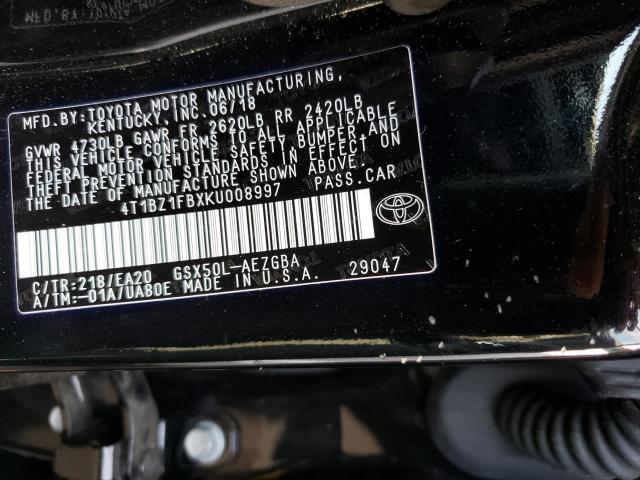 MFD. BY: TOYOTA MOTOR MANUFACTURING,
KENTUCKY, INC. 06/18
GVWR 4730LB GAWR FR 2620LB RR 2420LB
THIS VEHICLE CONFORMS TO ALL APPLICABLE
FEDERAL MOTOR VEHICLE SAFETY, BUMPER, AND
THEFT PREVENTION STANDARDS IN EFFECT ON
THE DATE OF MANUFACTURE SHOWN ABOVE.
4T1BZ1FBXKU008997 PASS. CAR
C/TR: 218/EA20 GSX50L-AEZGBA
A/TM: -01A/UA80E MADE IN U.S.A. 29047